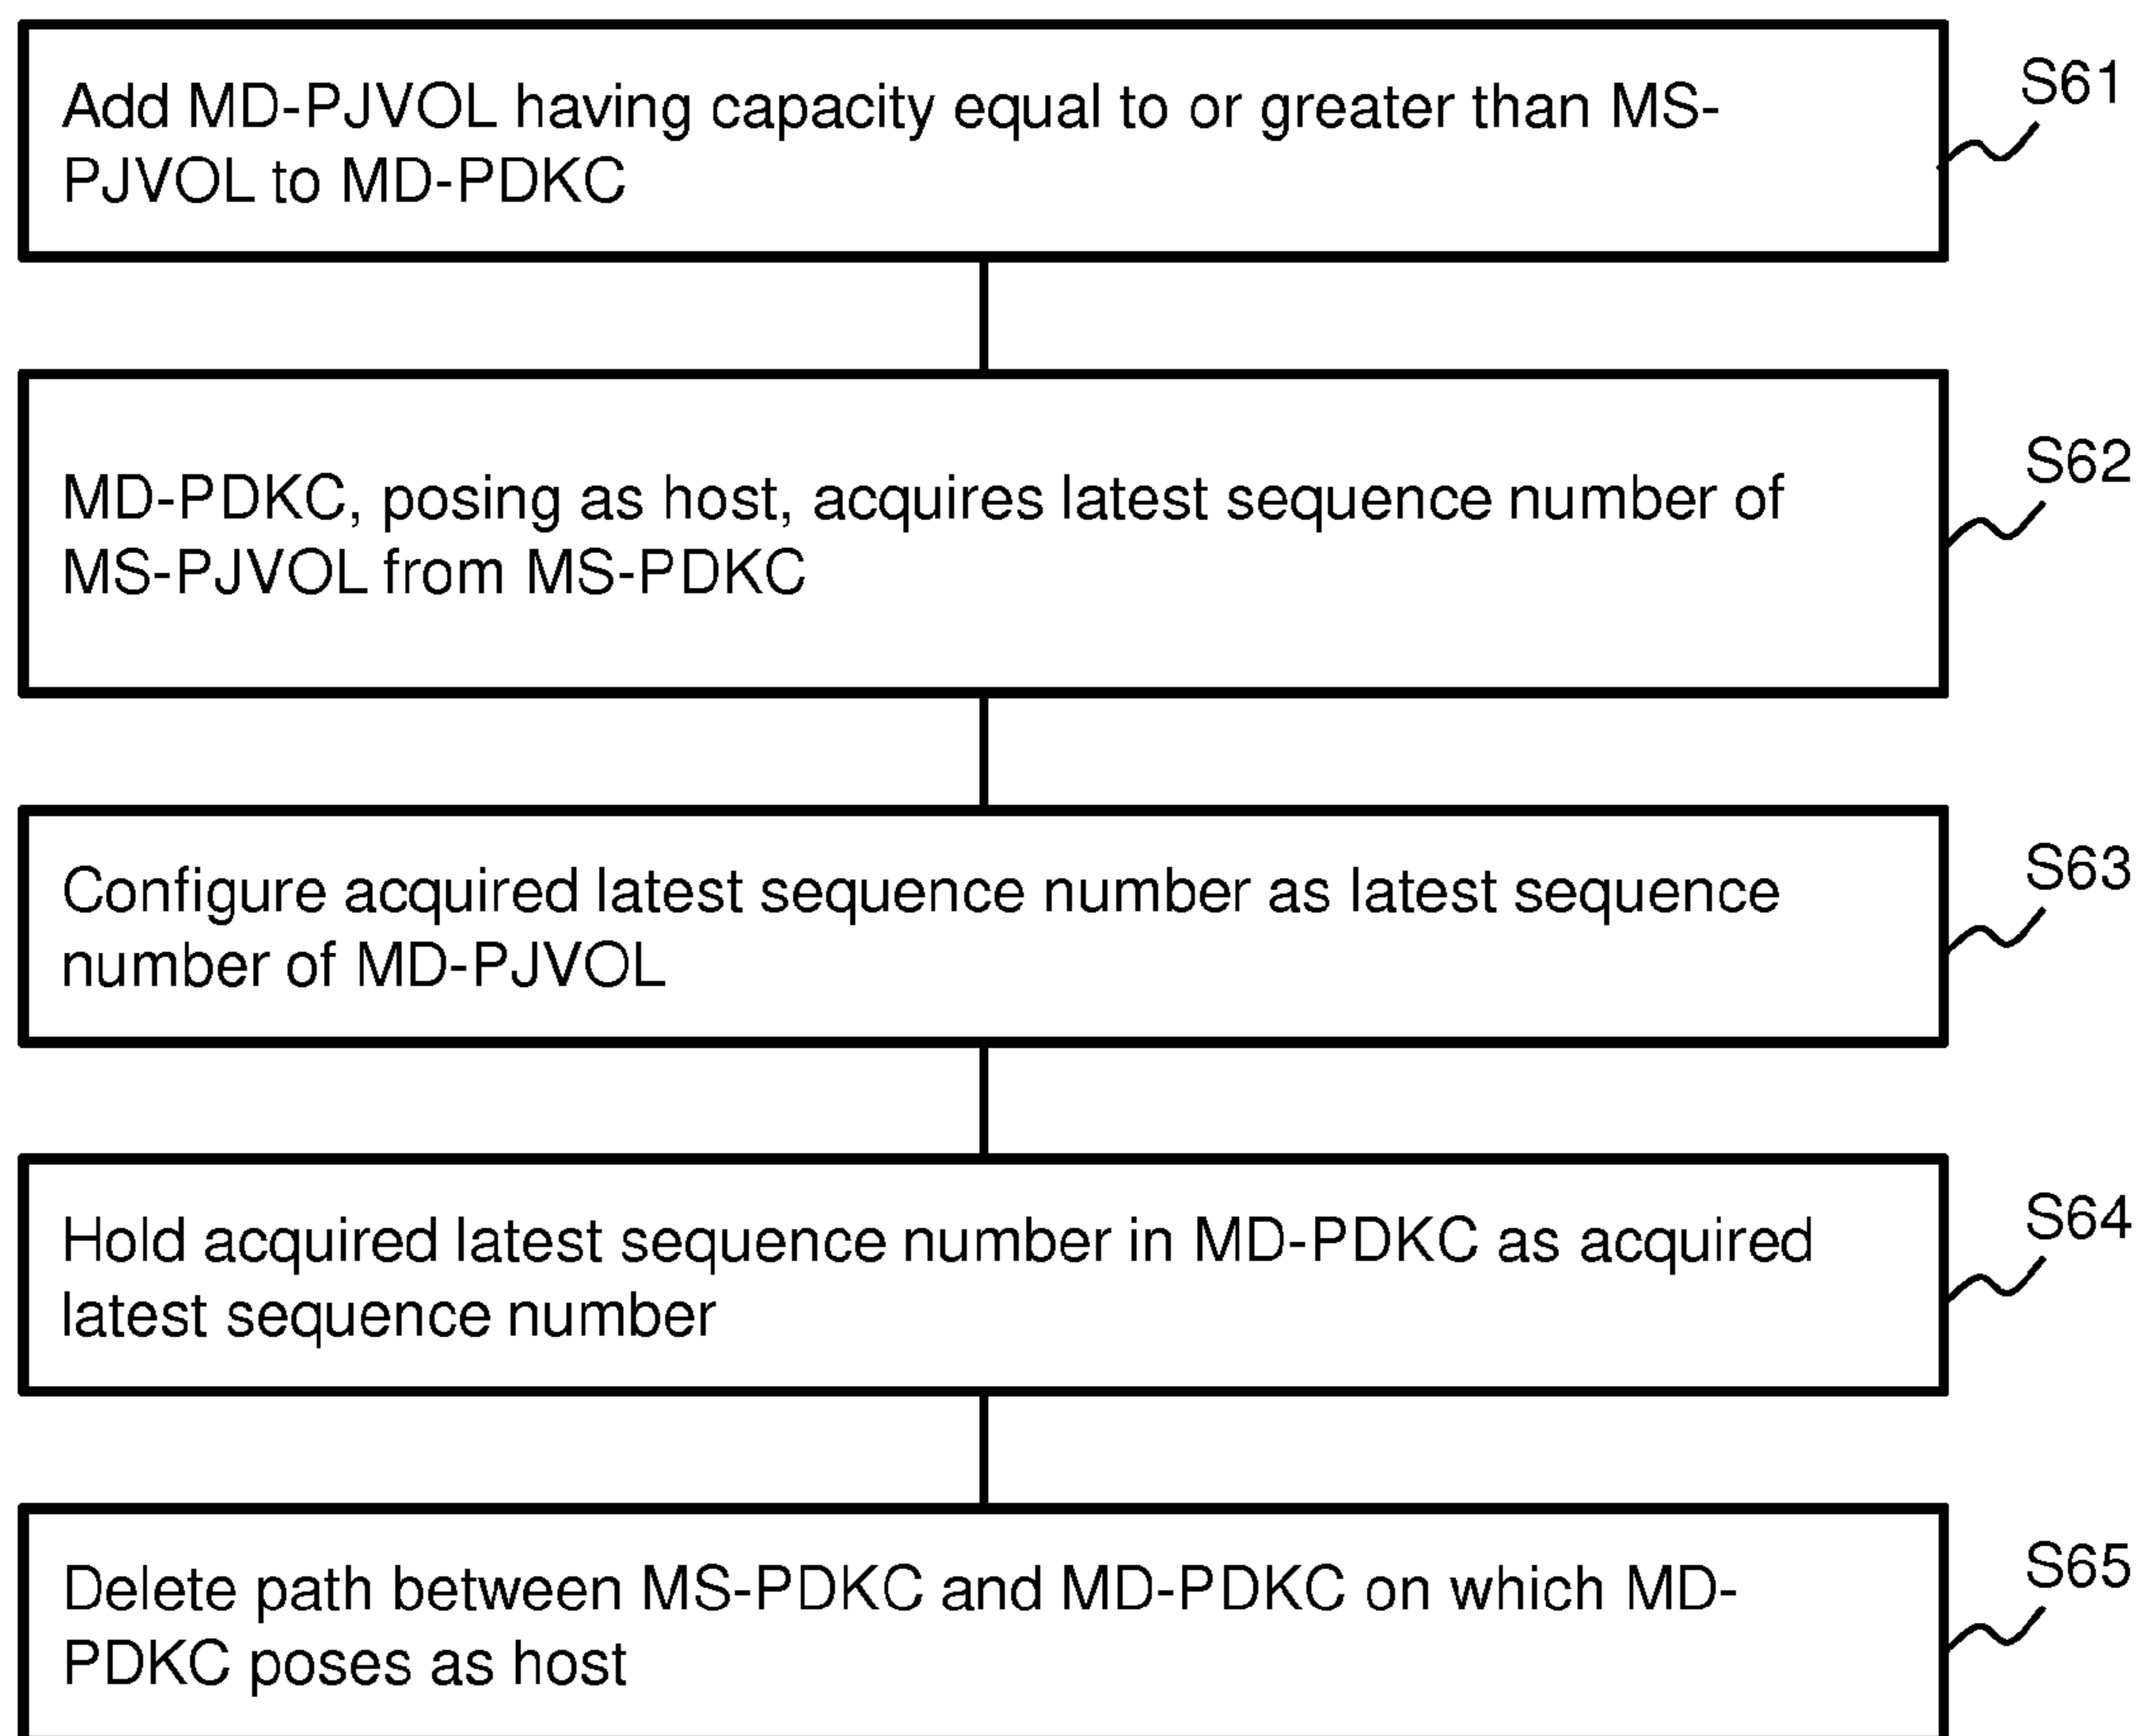 Add MD-PJVOL having capacity equal to or greater than MS-
PJVOL to MD-PDKC
S61
MD-PDKC, posing as host, acquires latest sequence number of
MS-PJVOL from MS-PDKC
S62
Configure acquired latest sequence number as latest sequence
number of MD-PJVOL
S63
Hold acquired latest sequence number in MD-PDKC as acquired
latest sequence number
S64
Delete path between MS-PDKC and MD-PDKC on which MD-
PDKC poses as host
S65